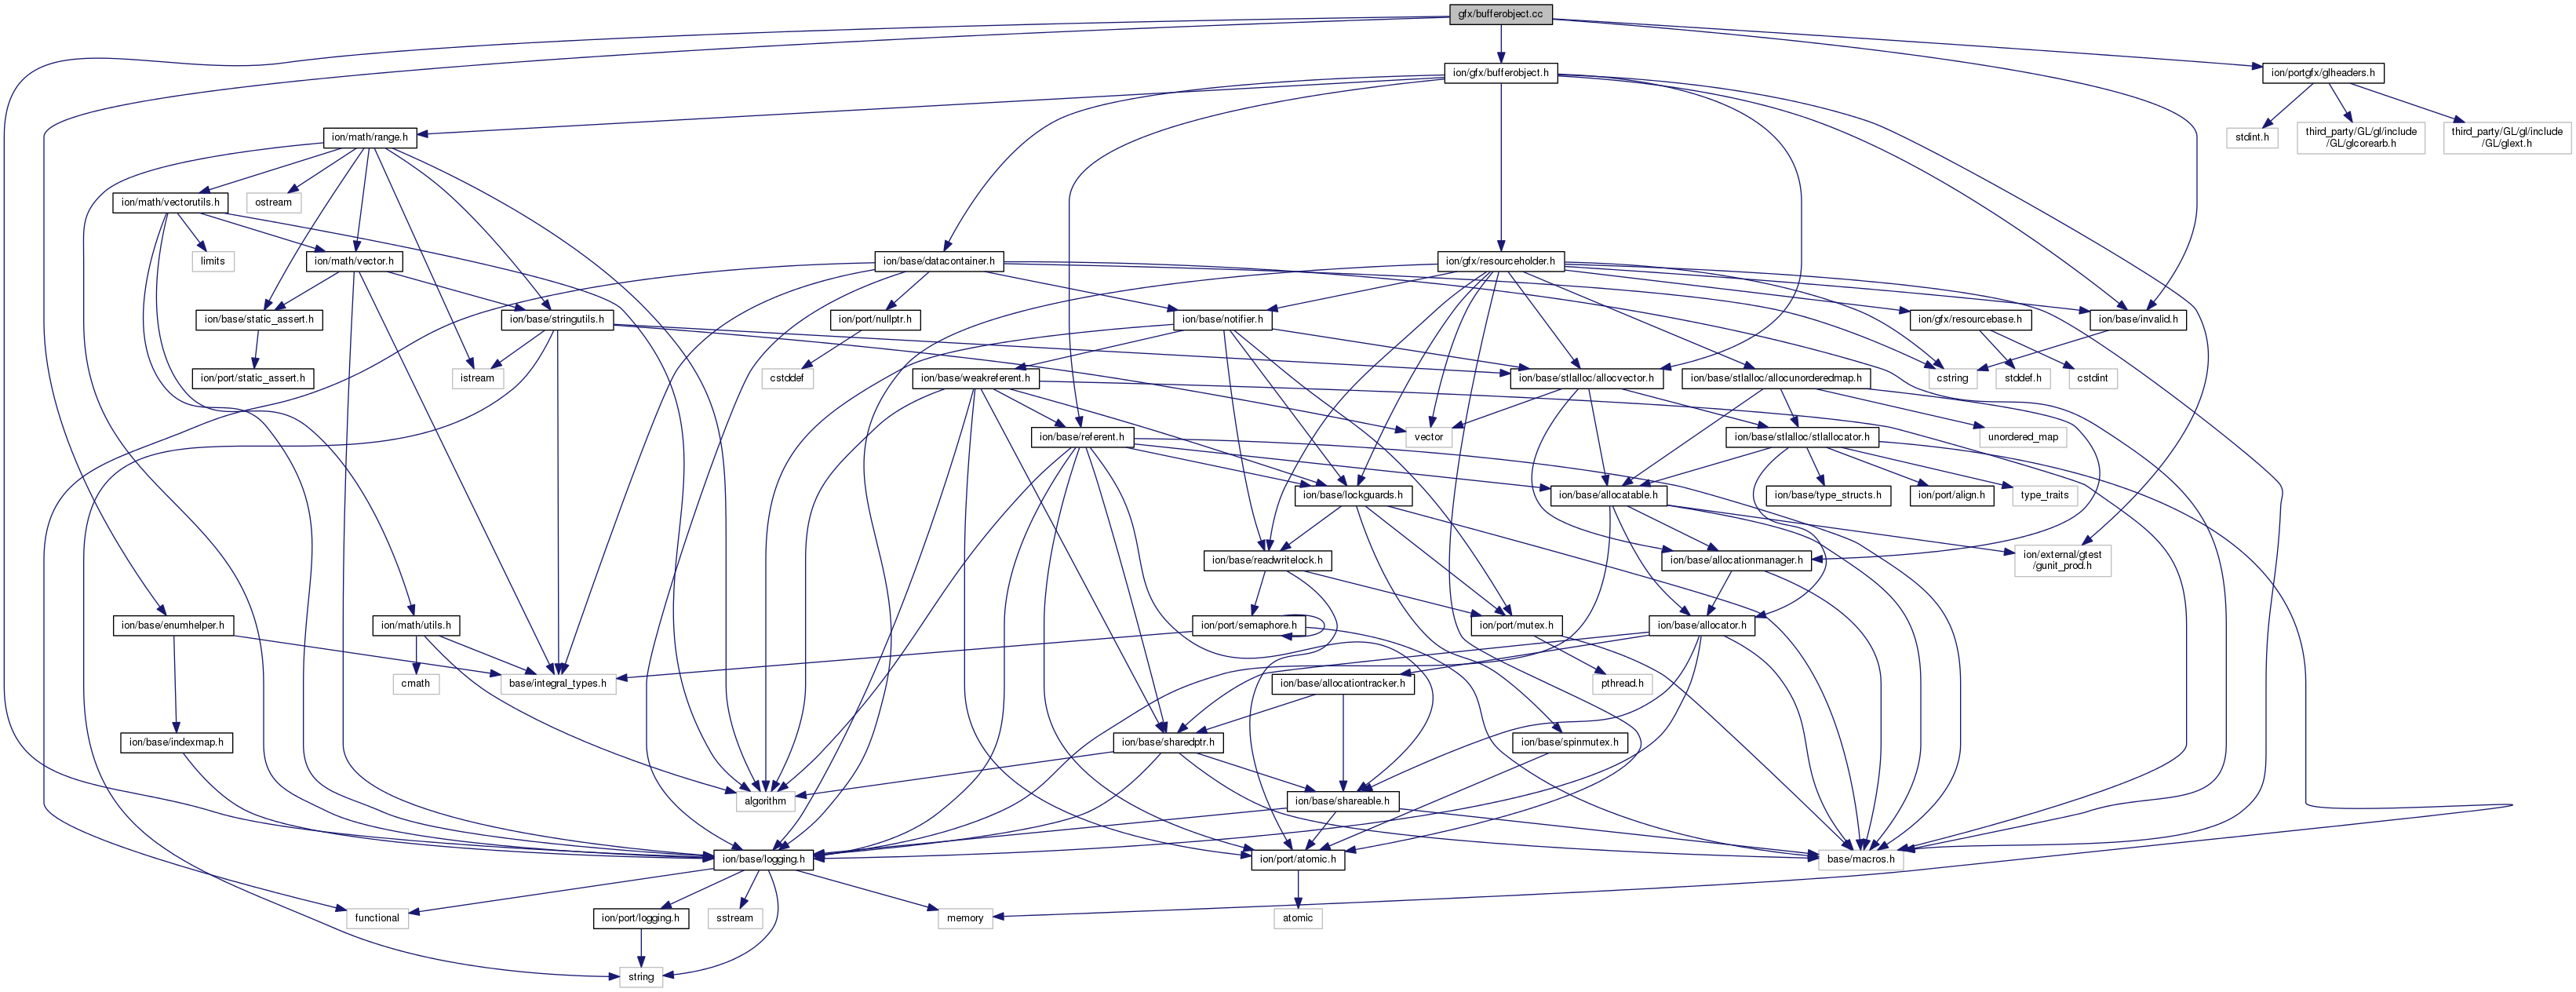 gfx/bufferobject.cc
ion/gfx/bufferobject.h
ion/portgfx/glheaders.h
ion/math/range.h
stdint.h
third_party/GL/gl/include
/GL/glcorearb.h
third_party/GL/gl/include
/GL/glext.h
ion/math/vectorutils.h
ostream
limits
ion/math/vector.h
ion/base/datacontainer.h
ion/gfx/resourceholder.h
ion/base/static_assert.h
ion/base/stringutils.h
ion/port/nullptr.h
ion/base/notifier.h
ion/gfx/resourcebase.h
ion/base/invalid.h
ion/port/static_assert.h
istream
cstddef
ion/base/weakreferent.h
ion/base/stlalloc/allocvector.h
ion/base/stlalloc/allocunorderedmap.h
cstring
stddef.h
cstdint
ion/base/referent.h
vector
ion/base/stlalloc/stlallocator.h
unordered_map
ion/base/lockguards.h
ion/base/allocatable.h
ion/base/type_structs.h
ion/port/align.h
type_traits
ion/base/readwritelock.h
ion/base/allocationmanager.h
ion/external/gtest
/gunit_prod.h
ion/base/enumhelper.h
ion/math/utils.h
ion/port/semaphore.h
ion/port/mutex.h
ion/base/allocator.h
cmath
base/integral_types.h
ion/base/allocationtracker.h
pthread.h
ion/base/indexmap.h
ion/base/sharedptr.h
ion/base/spinmutex.h
algorithm
ion/base/shareable.h
ion/base/logging.h
ion/port/atomic.h
base/macros.h
functional
ion/port/logging.h
sstream
memory
atomic
string